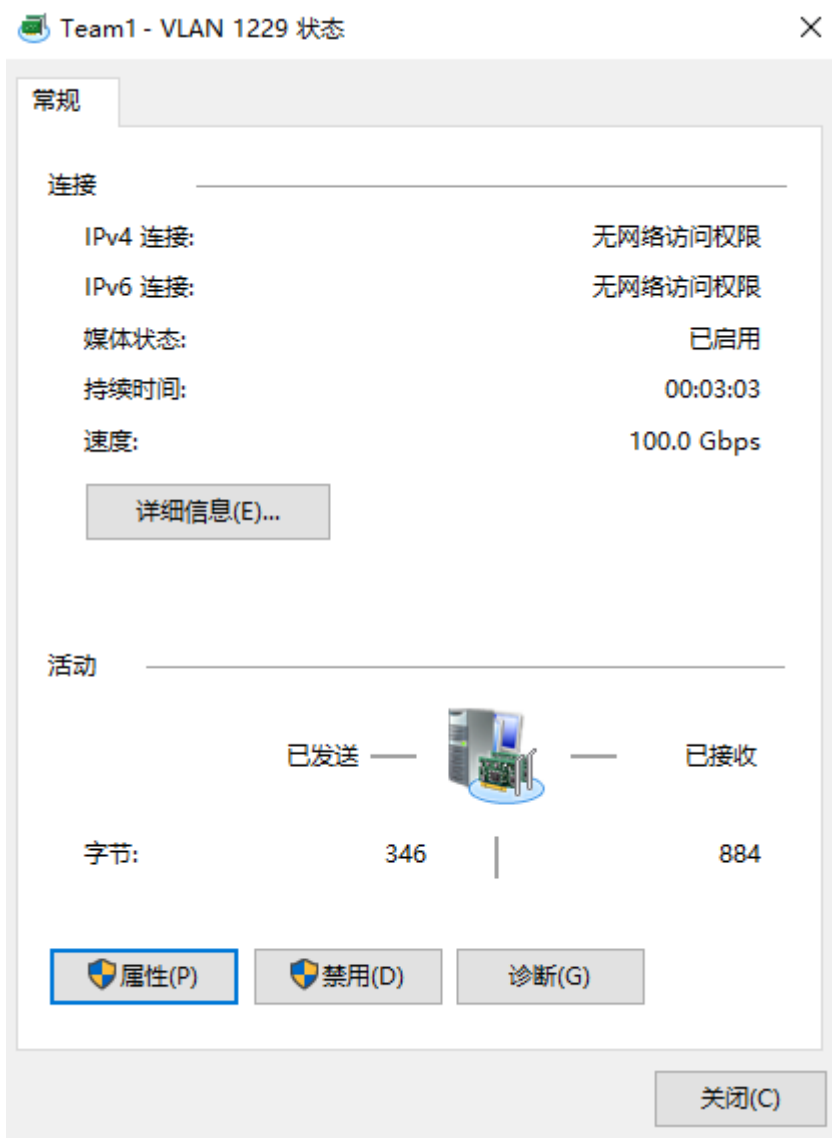 Team1 - VLAN 1229 状态
常规
连接
IPv4 连接: 无网络访问权限
IPv6 连接: 无网络访问权限
媒体状态: 已启用
持续时间: 00:03:03
速度: 100.0 Gbps
详细信息(E)...
活动
已发送 已接收
字节: 346 884
属性(P) 禁用(D) 诊断(G)
关闭(C)